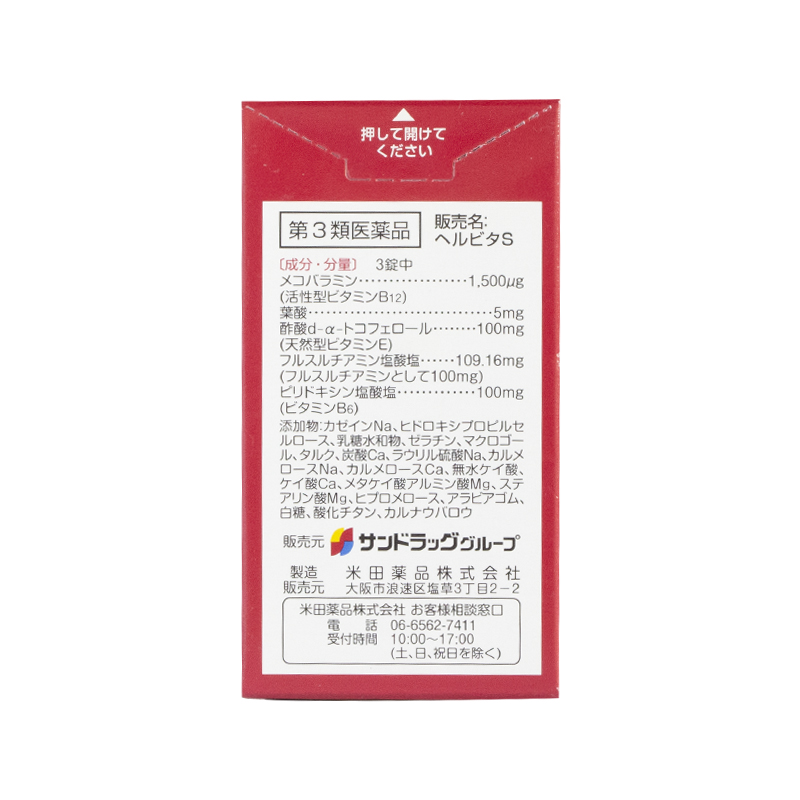 押して開けて
ください
第3類医薬品
販売名:
ヘルビタS
〔成分・分量〕 3錠中
メコバラミン………………1,500μg
(活性型ビタミンB12)
葉酸……………………………5mg
酢酸d-α-トコフェロール………100mg
(天然型ビタミンE)
フルスルチアミン塩酸塩……109.16mg
(フルスルチアミンとして100mg)
ピリドキシン塩酸塩…………100mg
(ビタミンB6)
添加物:カゼインNa、ヒドロキシプロピルセ
ルロース、乳糖水和物、ゼラチン、マクロゴー
ル、タルク、炭酸Ca、ラウリル硫酸Na、カルメ
ロースNa、カルメロースCa、無水ケイ酸、
ケイ酸Ca、メタケイ酸アルミン酸Mg、ステ
アリン酸Mg、ヒプロメロース、アラビアゴム、
白糖、酸化チタン、カルナウバロウ
販売元 サンドラッググループ
製造
販売元 米田薬品株式会社
大阪市浪速区塩草3丁目2-2
米田薬品株式会社 お客様相談窓口
電 話 06-6562-7411
受付時間 10:00～17:00
(土、日、祝日を除く)